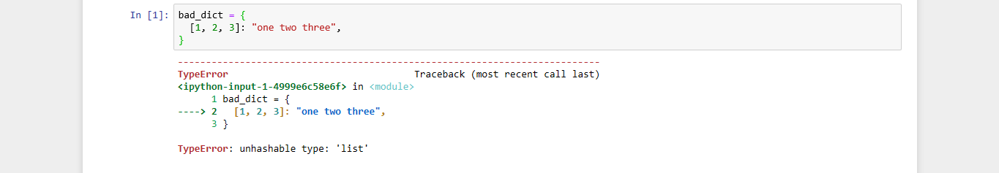 In [1]: bad_dict = {
  [1, 2, 3]: "one two three",
}
---------------------------------------------------------------------------
TypeError                                 Traceback (most recent call last)
<ipython-input-1-4999e6c58e6f> in <module>
      1 bad_dict = {
----> 2   [1, 2, 3]: "one two three",
      3 }
TypeError: unhashable type: 'list'